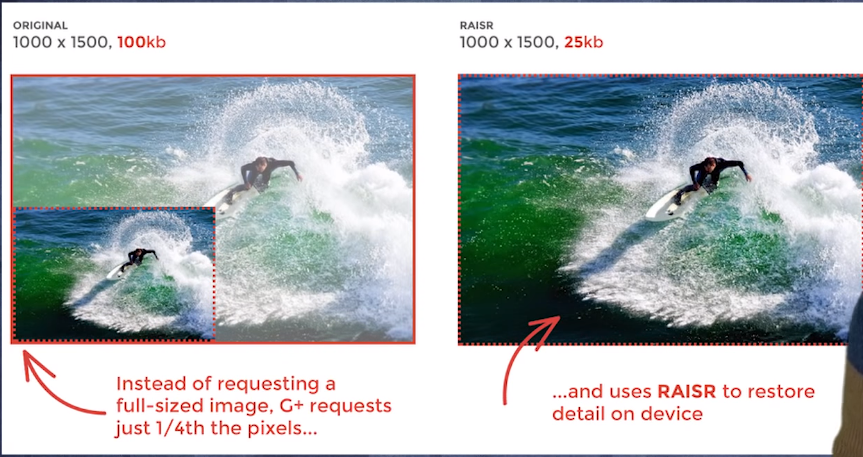 ORIGINAL
1000 x 1500, 100kb
RAISR
1000 x 1500, 25kb
Instead of requesting a
full-sized image, G+ requests
just 1/4th the pixels...
...and uses RAISR to restore
detail on device